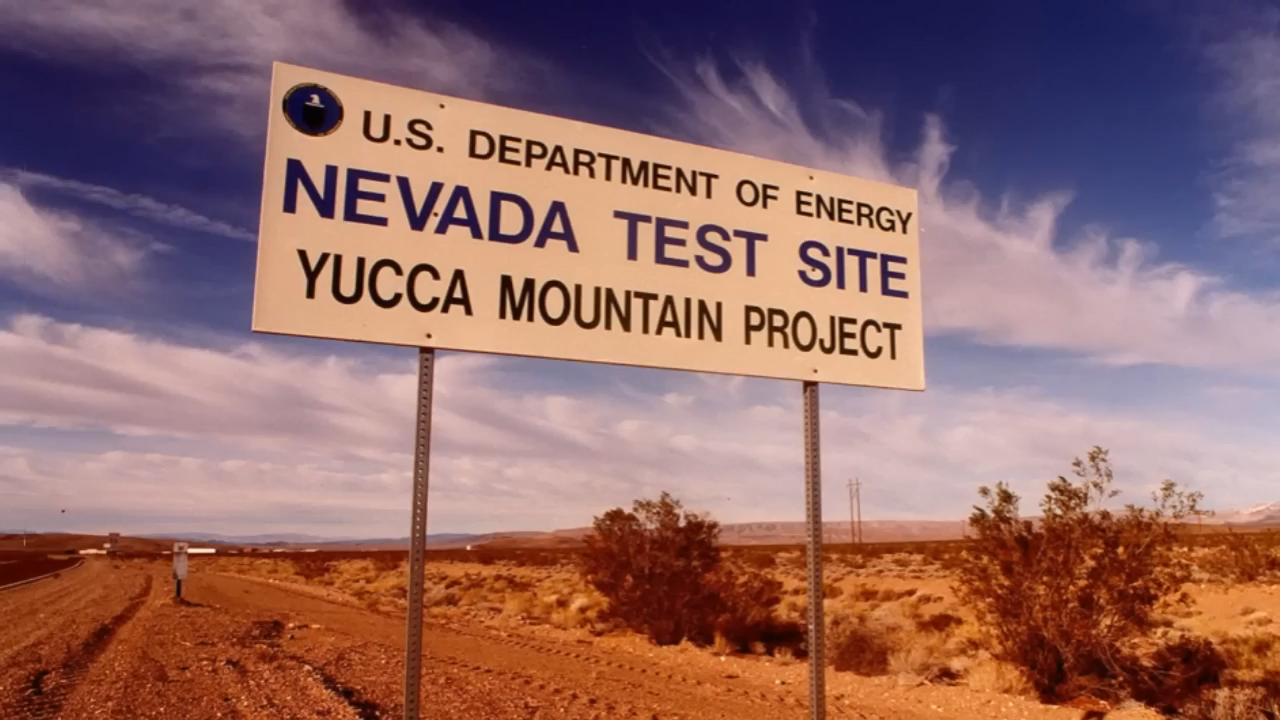 U.S. DEPARTMENT OF ENERGY
NEVADA TEST SITE
YUCCA MOUNTAIN PROJECT